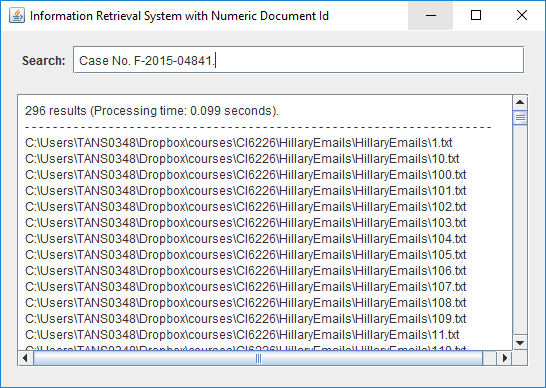 Information Retrieval System with Numeric Document Id
Search: Case No. F-2015-04841.
296 results (Processing time: 0.099 seconds).
C:\Users\TANS0348\Dropbox\courses\CI6226\HillaryEmails\HillaryEmails\1.txt
C:\Users\TANS0348\Dropbox\courses\CI6226\HillaryEmails\HillaryEmails\10.txt
C:\Users\TANS0348\Dropbox\courses\CI6226\HillaryEmails\HillaryEmails\100.txt
C:\Users\TANS0348\Dropbox\courses\CI6226\HillaryEmails\HillaryEmails\101.txt
C:\Users\TANS0348\Dropbox\courses\CI6226\HillaryEmails\HillaryEmails\102.txt
C:\Users\TANS0348\Dropbox\courses\CI6226\HillaryEmails\HillaryEmails\103.txt
C:\Users\TANS0348\Dropbox\courses\CI6226\HillaryEmails\HillaryEmails\104.txt
C:\Users\TANS0348\Dropbox\courses\CI6226\HillaryEmails\HillaryEmails\105.txt
C:\Users\TANS0348\Dropbox\courses\CI6226\HillaryEmails\HillaryEmails\106.txt
C:\Users\TANS0348\Dropbox\courses\CI6226\HillaryEmails\HillaryEmails\107.txt
C:\Users\TANS0348\Dropbox\courses\CI6226\HillaryEmails\HillaryEmails\108.txt
C:\Users\TANS0348\Dropbox\courses\CI6226\HillaryEmails\HillaryEmails\109.txt
C:\Users\TANS0348\Dropbox\courses\CI6226\HillaryEmails\HillaryEmails\11.txt